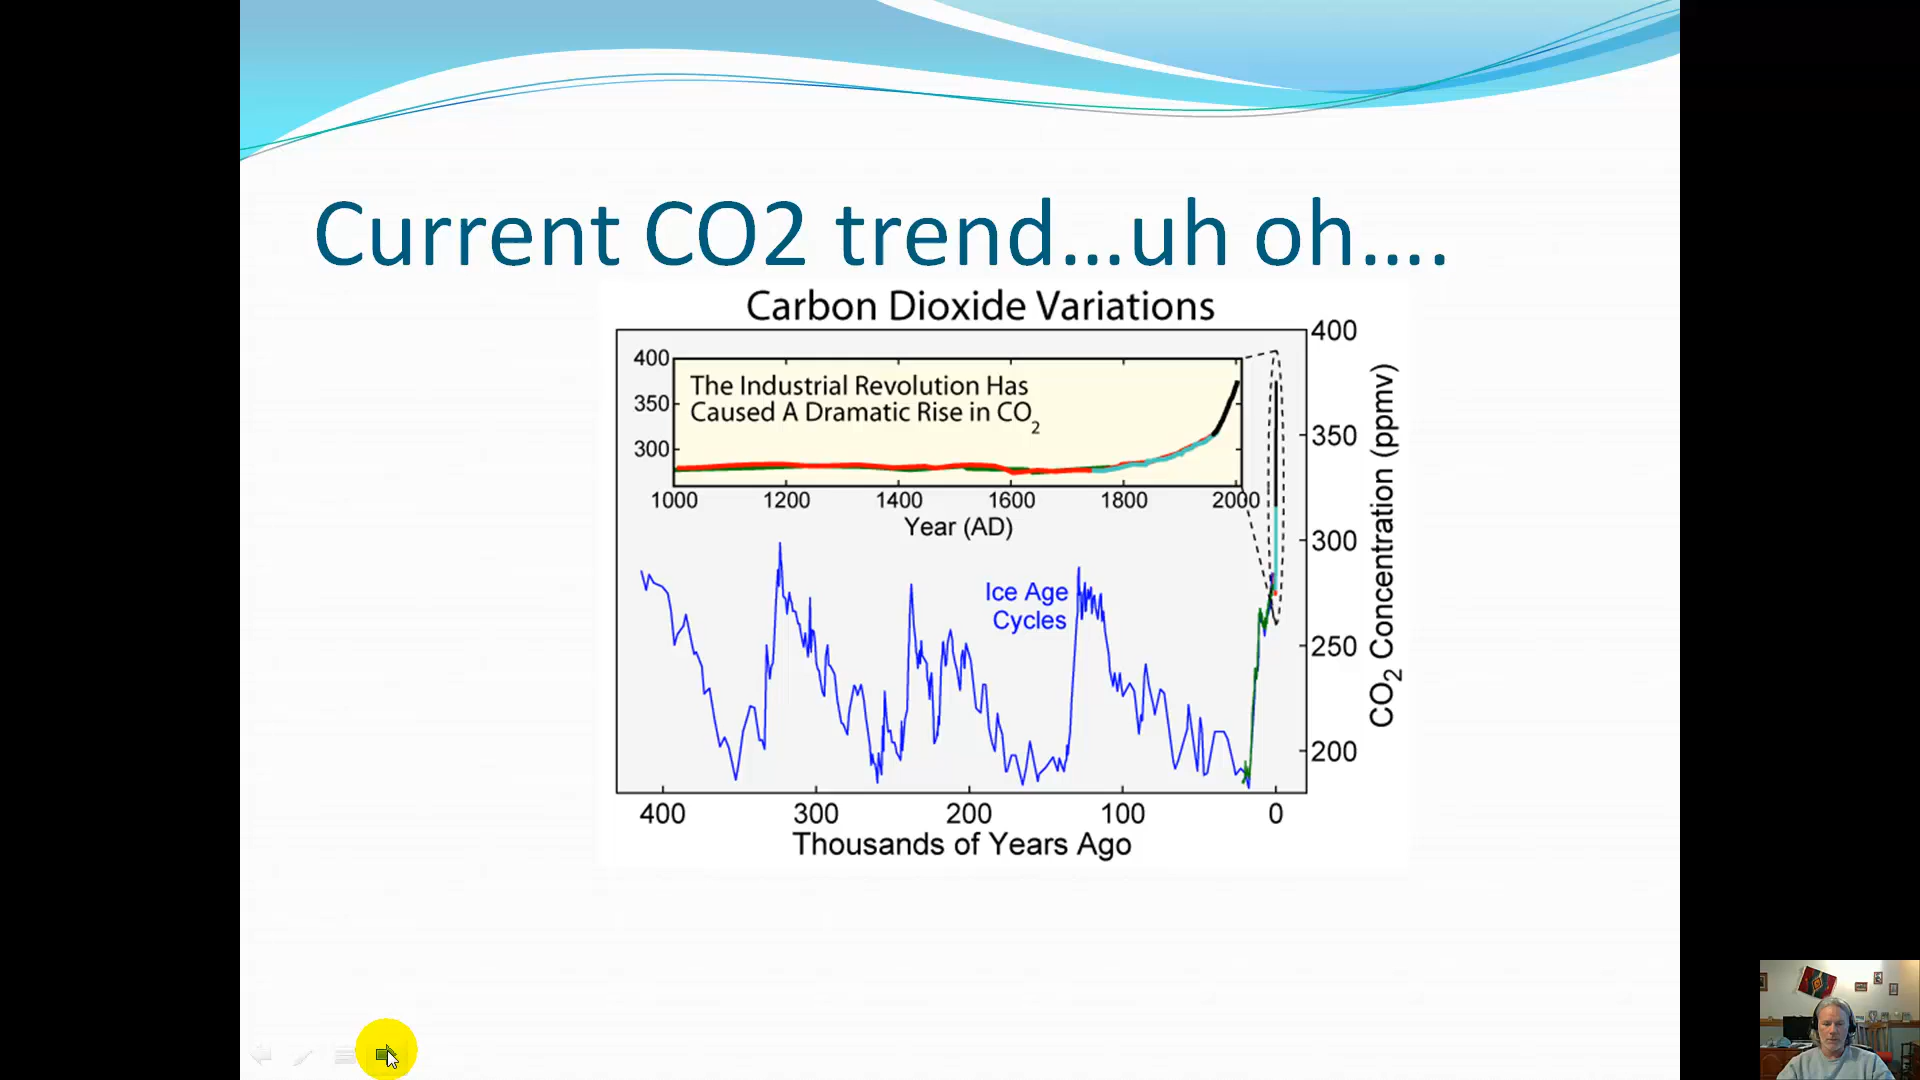 Current CO2 trend...uh oh....
Carbon Dioxide Variations
The Industrial Revolution Has
Caused A Dramatic Rise in CO2
400
350
300
1000 1200 1400 1600 1800 2000
Year (AD)
Ice Age
Cycles
400
350
300
250
200
CO2 Concentration (ppmv)
400 300 200 100 0
Thousands of Years Ago